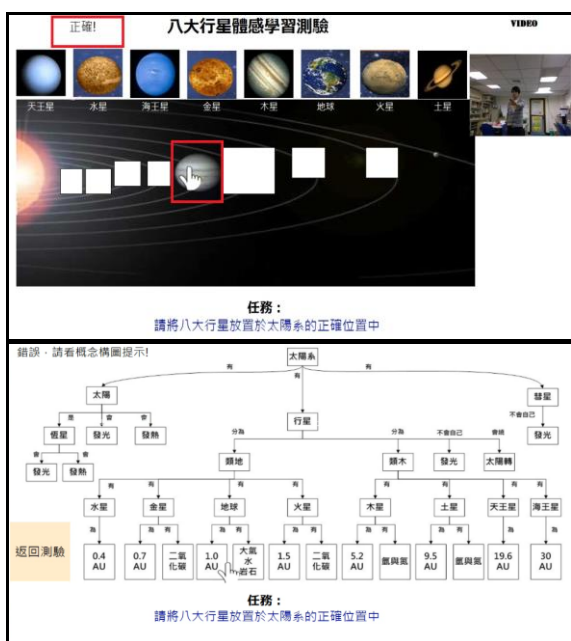 正確!
八大行星體感學習測驗
VIDEO
天王星 水星 海王星 金星 木星 地球 火星 土星
任務：
請將八大行星放置於太陽系的正確位置中
錯誤，請看概念構圖提示!
太陽系
有 有 有
太陽 行星 彗星
是 會 會 分為 分為 不會自己 會繞 不會自己
恆星 發光 發熱 類地 類木 發光 太陽轉 發光
會 會
發光 發熱
有 有 有 有 有 有 有 有
水星 金星 地球 火星 木星 土星 天王星 海王星
為 為 有 為 有 為 有 為 有 為 有 為 為
0.4 AU
0.7 AU
二氧化碳
1.0 AU
大氣 水 岩石
1.5 AU
二氧化碳
5.2 AU
氫與氦
9.5 AU
氫與氦
19.6 AU
30 AU
返回測驗
任務：
請將八大行星放置於太陽系的正確位置中